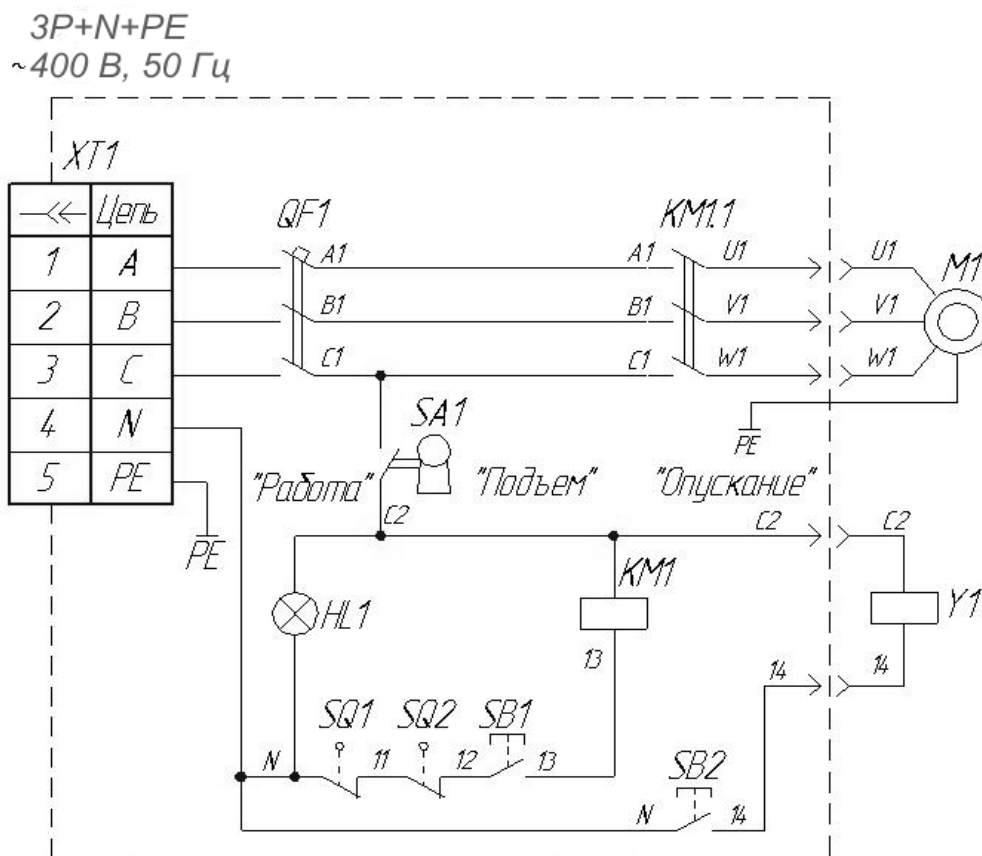 3P+N+PE
~400 В, 50 Гц
XT1
Цепь
QF1
KM1.1
1 A
A1 A1 U1 U1
M1
2 B
B1 B1 V1 V1
3 C
C1 C1 W1 W1
4 N
SA1
PE
5 PE
"Работа" "Подъем" "Опускание"
C2 C2 C2
PE
KM1
HL1
Y1
13
14 14
SQ1 SQ2 SB1
N 11 12 13
SB2
N 14